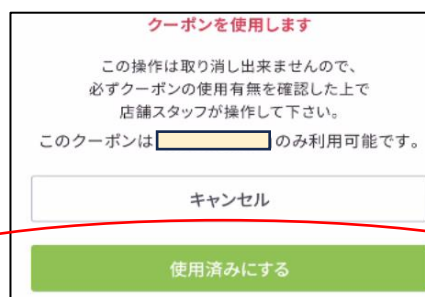 クーポンを使用します
この操作は取り消し出来ませんので、
必ずクーポンの使用有無を確認した上で
店舗スタッフが操作して下さい。
このクーポンは のみ利用可能です。
キャンセル
使用済みにする